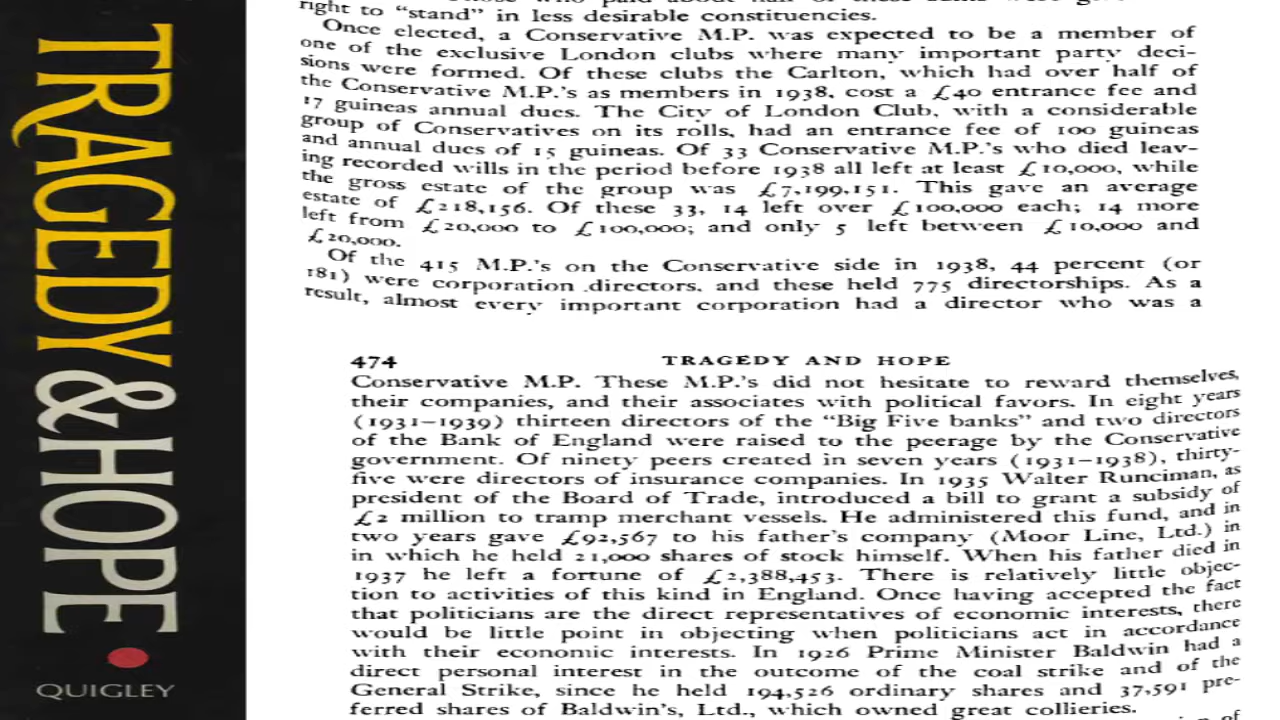 TRAGEDY & HOPE
QUIGLEY
right to “stand” in less desirable constituencies.
Once elected, a Conservative M.P. was expected to be a member of
one of the exclusive London clubs where many important party deci-
sions were formed. Of these clubs the Carlton, which had over half of
the Conservative M.P.'s as members in 1938, cost a £40 entrance fee and
17 guineas annual dues. The City of London Club, with a considerable
group of Conservatives on its rolls, had an entrance fee of 100 guineas
and annual dues of 15 guineas. Of 33 Conservative M.P.'s who died leav-
ing recorded wills in the period before 1938 all left at least £10,000, while
the gross estate of the group was £7,199,151. This gave an average
estate of £218,156. Of these 33, 14 left over £100,000 each; 14 more
left from £20,000 to £100,000; and only 5 left between £10,000 and
£20,000.
Of the 415 M.P.'s on the Conservative side in 1938, 44 percent (or
181) were corporation directors, and these held 775 directorships. As a
result, almost every important corporation had a director who was a
474 TRAGEDY AND HOPE
Conservative M.P. These M.P.'s did not hesitate to reward themselves,
their companies, and their associates with political favors. In eight years
(1931–1939) thirteen directors of the “Big Five banks” and two directors
of the Bank of England were raised to the peerage by the Conservative
government. Of ninety peers created in seven years (1931–1938), thirty-
five were directors of insurance companies. In 1935 Walter Runciman, as
president of the Board of Trade, introduced a bill to grant a subsidy of
£2 million to tramp merchant vessels. He administered this fund, and in
two years gave £92,567 to his father's company (Moor Line, Ltd.) in
in which he held 21,000 shares of stock himself. When his father died in
1937 he left a fortune of £2,388,453. There is relatively little objec-
tion to activities of this kind in England. Once having accepted the fact
that politicians are the direct representatives of economic interests, there
would be little point in objecting when politicians act in accordance
with their economic interests. In 1926 Prime Minister Baldwin had a
direct personal interest in the outcome of the coal strike and of the
General Strike, since he held 194,526 ordinary shares and 37,591 pre-
ferred shares of Baldwin's, Ltd., which owned great collieries.